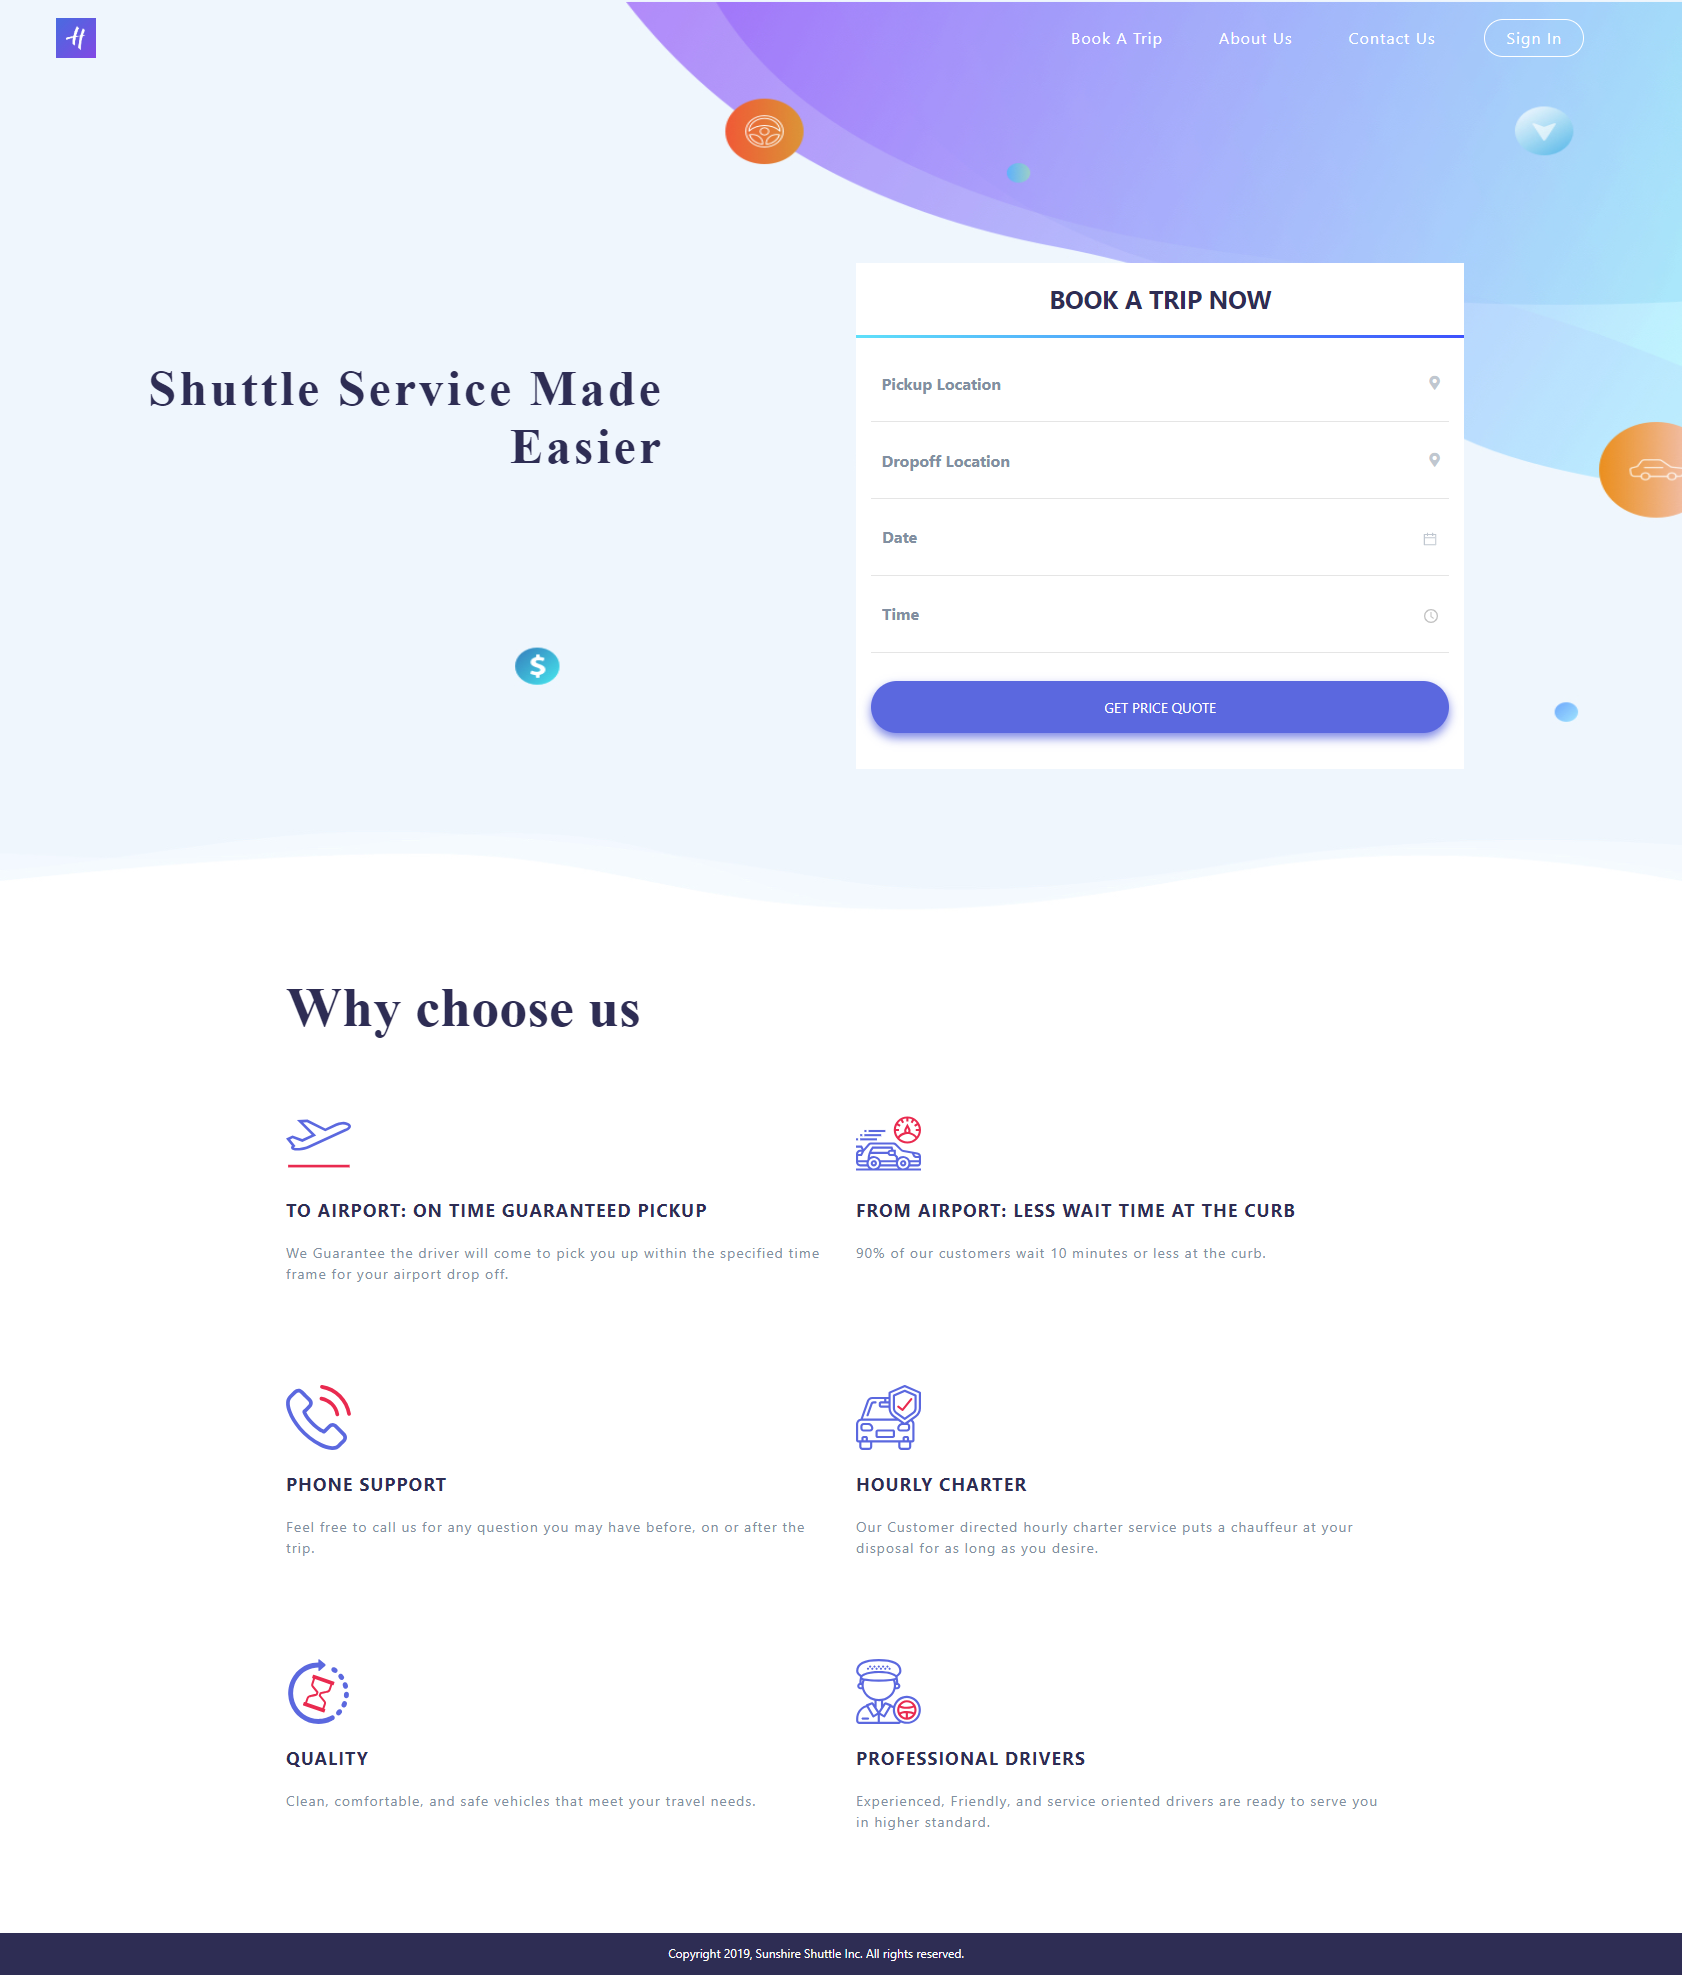 H
Book A Trip
About Us
Contact Us
Sign In
BOOK A TRIP NOW
Shuttle Service Made
Easier
Pickup Location
Dropoff Location
Date
Time
$
GET PRICE QUOTE
Why choose us
TO AIRPORT: ON TIME GUARANTEED PICKUP
We Guarantee the driver will come to pick you up within the specified time
frame for your airport drop off.
FROM AIRPORT: LESS WAIT TIME AT THE CURB
90% of our customers wait 10 minutes or less at the curb.
PHONE SUPPORT
Feel free to call us for any question you may have before, on or after the
trip.
HOURLY CHARTER
Our Customer directed hourly charter service puts a chauffeur at your
disposal for as long as you desire.
QUALITY
Clean, comfortable, and safe vehicles that meet your travel needs.
PROFESSIONAL DRIVERS
Experienced, Friendly, and service oriented drivers are ready to serve you
in higher standard.
Copyright 2019, Sunshire Shuttle Inc. All rights reserved.